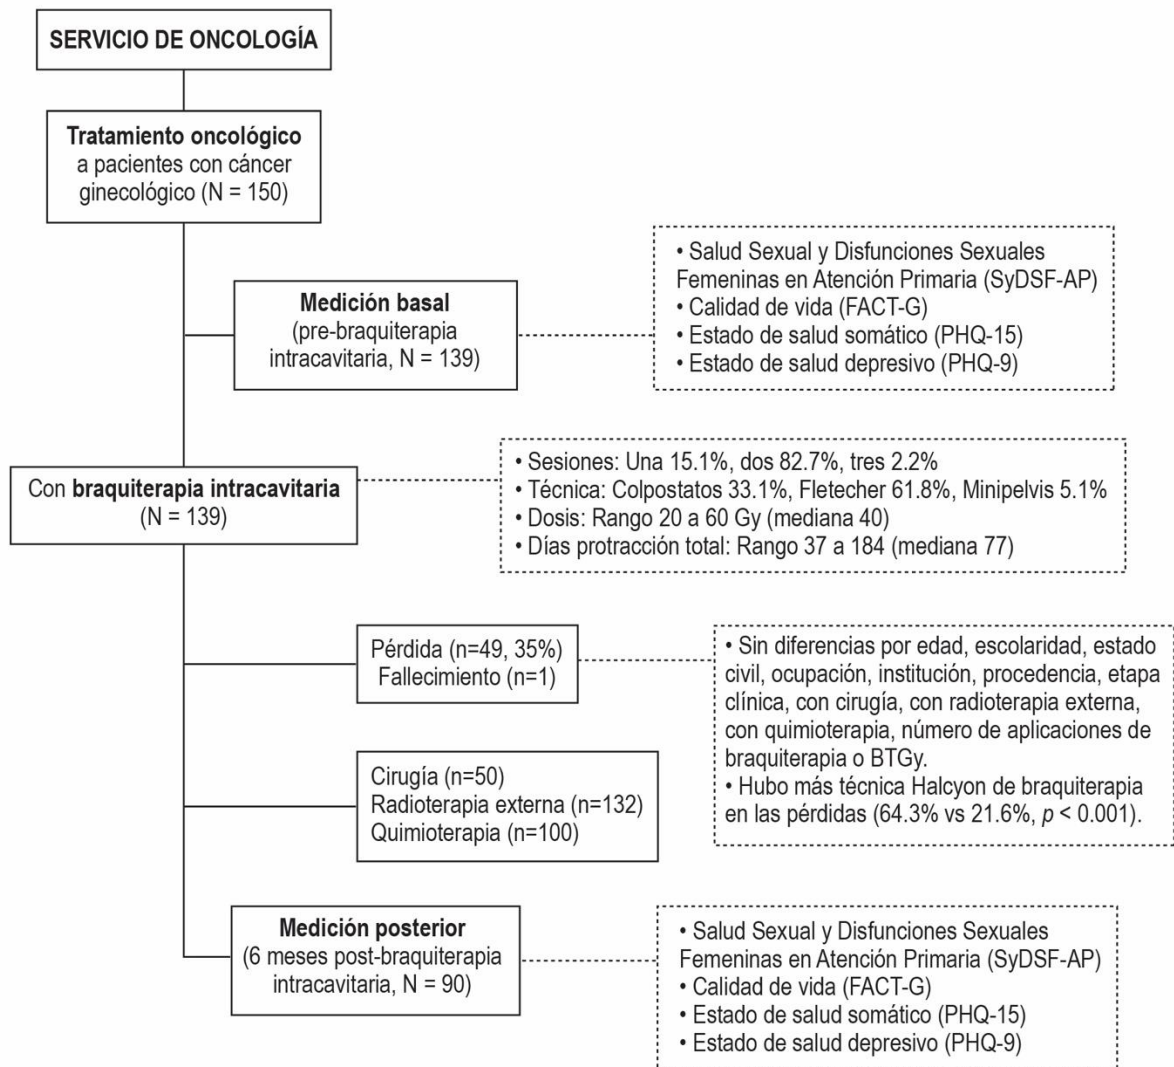 SERVICIO DE ONCOLOGÍA
Tratamiento oncológico
a pacientes con cáncer
ginecológico (N = 150)
Medición basal
(pre-braquiterapia
intracavitaria, N = 139)
• Salud Sexual y Disfunciones Sexuales
Femeninas en Atención Primaria (SyDSF-AP)
• Calidad de vida (FACT-G)
• Estado de salud somático (PHQ-15)
• Estado de salud depresivo (PHQ-9)
Con braquiterapia intracavitaria
(N = 139)
• Sesiones: Una 15.1%, dos 82.7%, tres 2.2%
• Técnica: Colpostatos 33.1%, Fletecher 61.8%, Minipelvis 5.1%
• Dosis: Rango 20 a 60 Gy (mediana 40)
• Días protracción total: Rango 37 a 184 (mediana 77)
Pérdida (n=49, 35%)
Fallecimiento (n=1)
• Sin diferencias por edad, escolaridad, estado
civil, ocupación, institución, procedencia, etapa
clínica, con cirugía, con radioterapia externa,
con quimioterapia, número de aplicaciones de
braquiterapia o BTGy.
• Hubo más técnica Halcyon de braquiterapia
en las pérdidas (64.3% vs 21.6%, p < 0.001).
Cirugía (n=50)
Radioterapia externa (n=132)
Quimioterapia (n=100)
Medición posterior
(6 meses post-braquiterapia
intracavitaria, N = 90)
• Salud Sexual y Disfunciones Sexuales
Femeninas en Atención Primaria (SyDSF-AP)
• Calidad de vida (FACT-G)
• Estado de salud somático (PHQ-15)
• Estado de salud depresivo (PHQ-9)